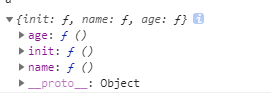 ▼{init: ƒ, name: ƒ, age: ƒ} i
▶ age: ƒ ()
▶ init: ƒ ()
▶ name: ƒ ()
▶ __proto__: Object